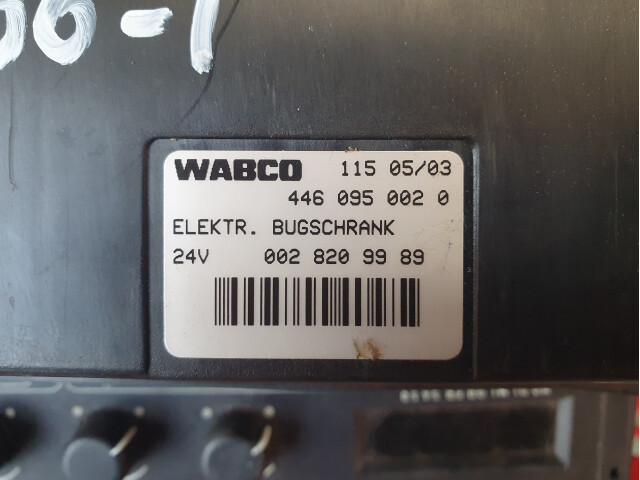 WABCO 115 05/03
446 095 002 0
ELEKTR. BUGSCHRANK
24V 002 820 99 89